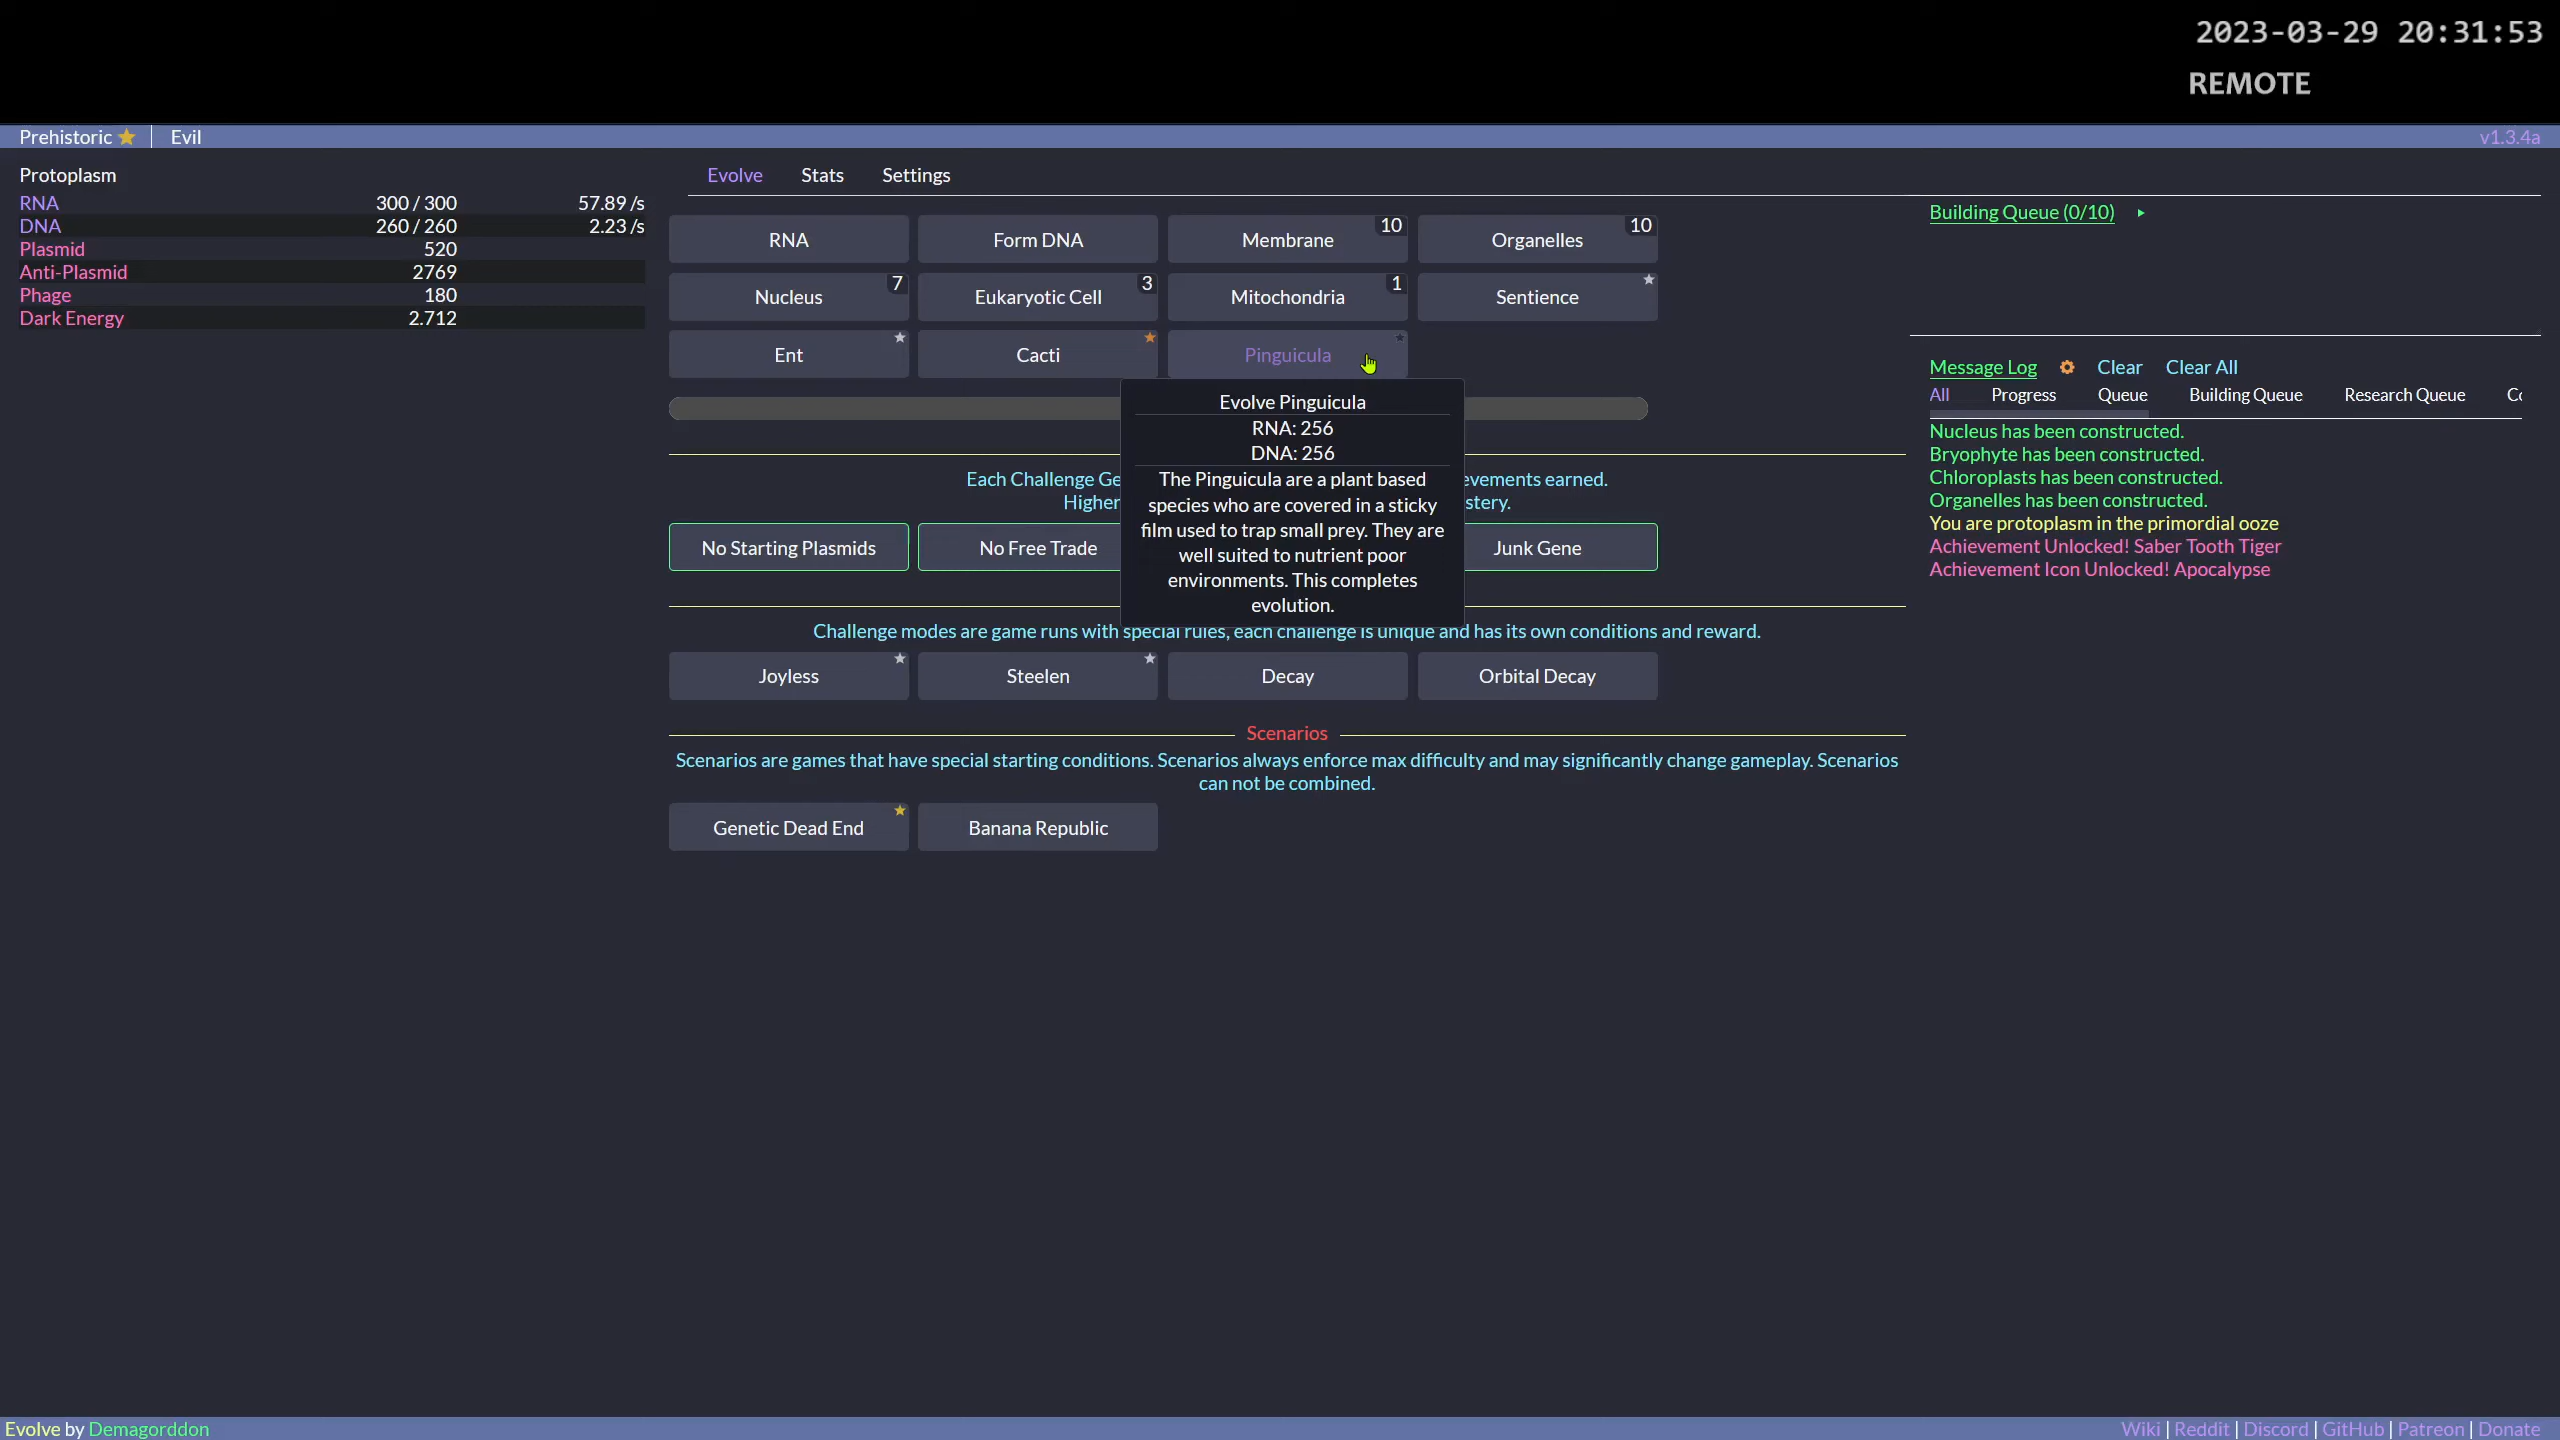 2023-03-29 20:31:53
REMOTE
Prehistoric Evil v1.3.4a
Protoplasm
RNA 300 / 300 57.89 /s
DNA 260 / 260 2.23 /s
Plasmid 520
Anti-Plasmid 2769
Phage 180
Dark Energy 2.712
Evolve Stats Settings
RNA Form DNA Membrane 10 Organelles 10
Nucleus 7 Eukaryotic Cell 3 Mitochondria 1 Sentience
Ent Cacti Pinguicula
Evolve Pinguicula
RNA: 256
DNA: 256
The Pinguicula are a plant based
species who are covered in a sticky
film used to trap small prey. They are
well suited to nutrient poor
environments. This completes
evolution.
Each Challenge Ge evements earned.
Higher stery.
No Starting Plasmids No Free Trade Junk Gene
Challenge modes are game runs with special rules, each challenge is unique and has its own conditions and reward.
Joyless Steelen Decay Orbital Decay
Scenarios
Scenarios are games that have special starting conditions. Scenarios always enforce max difficulty and may significantly change gameplay. Scenarios
can not be combined.
Genetic Dead End Banana Republic
Building Queue (0/10)
Message Log Clear Clear All
All Progress Queue Building Queue Research Queue
Nucleus has been constructed.
Bryophyte has been constructed.
Chloroplasts has been constructed.
Organelles has been constructed.
You are protoplasm in the primordial ooze
Achievement Unlocked! Saber Tooth Tiger
Achievement Icon Unlocked! Apocalypse
Evolve by Demagorddon
Wiki | Reddit | Discord | GitHub | Patreon | Donate